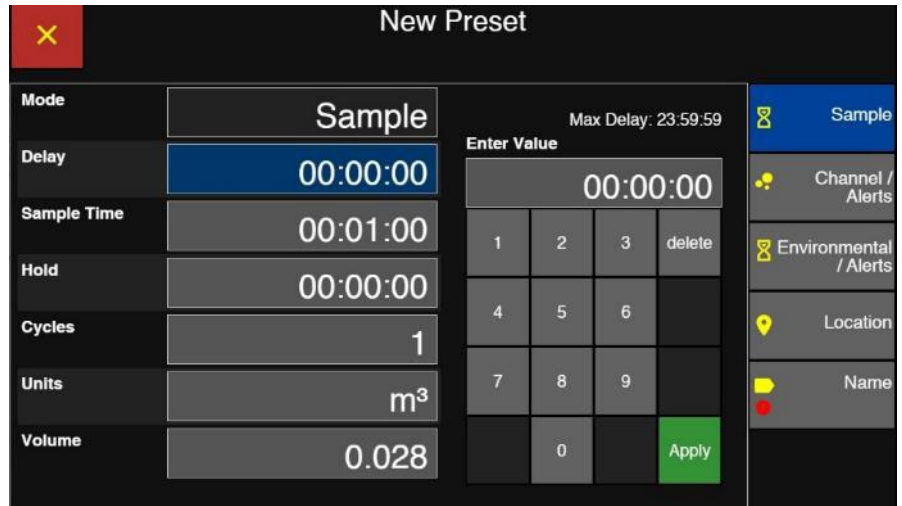 New Preset
Mode
Sample
Delay
00:00:00
Sample Time
00:01:00
Hold
00:00:00
Cycles
1
Units
m³
Volume
0.028
Max Delay: 23:59:59
Enter Value
00:00:00
1 2 3 delete
4 5 6
7 8 9
0 Apply
Sample
Channel /
Alerts
Environmental
/ Alerts
Location
Name